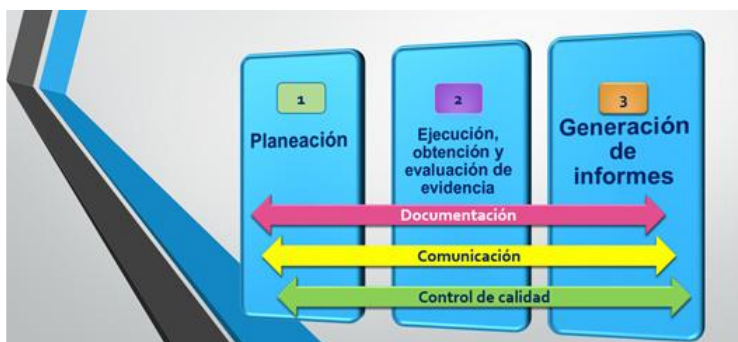 1
Planeación
2
Ejecución,
obtención y
evaluación de
evidencia
3
Generación
de
informes
Documentación
Comunicación
Control de calidad